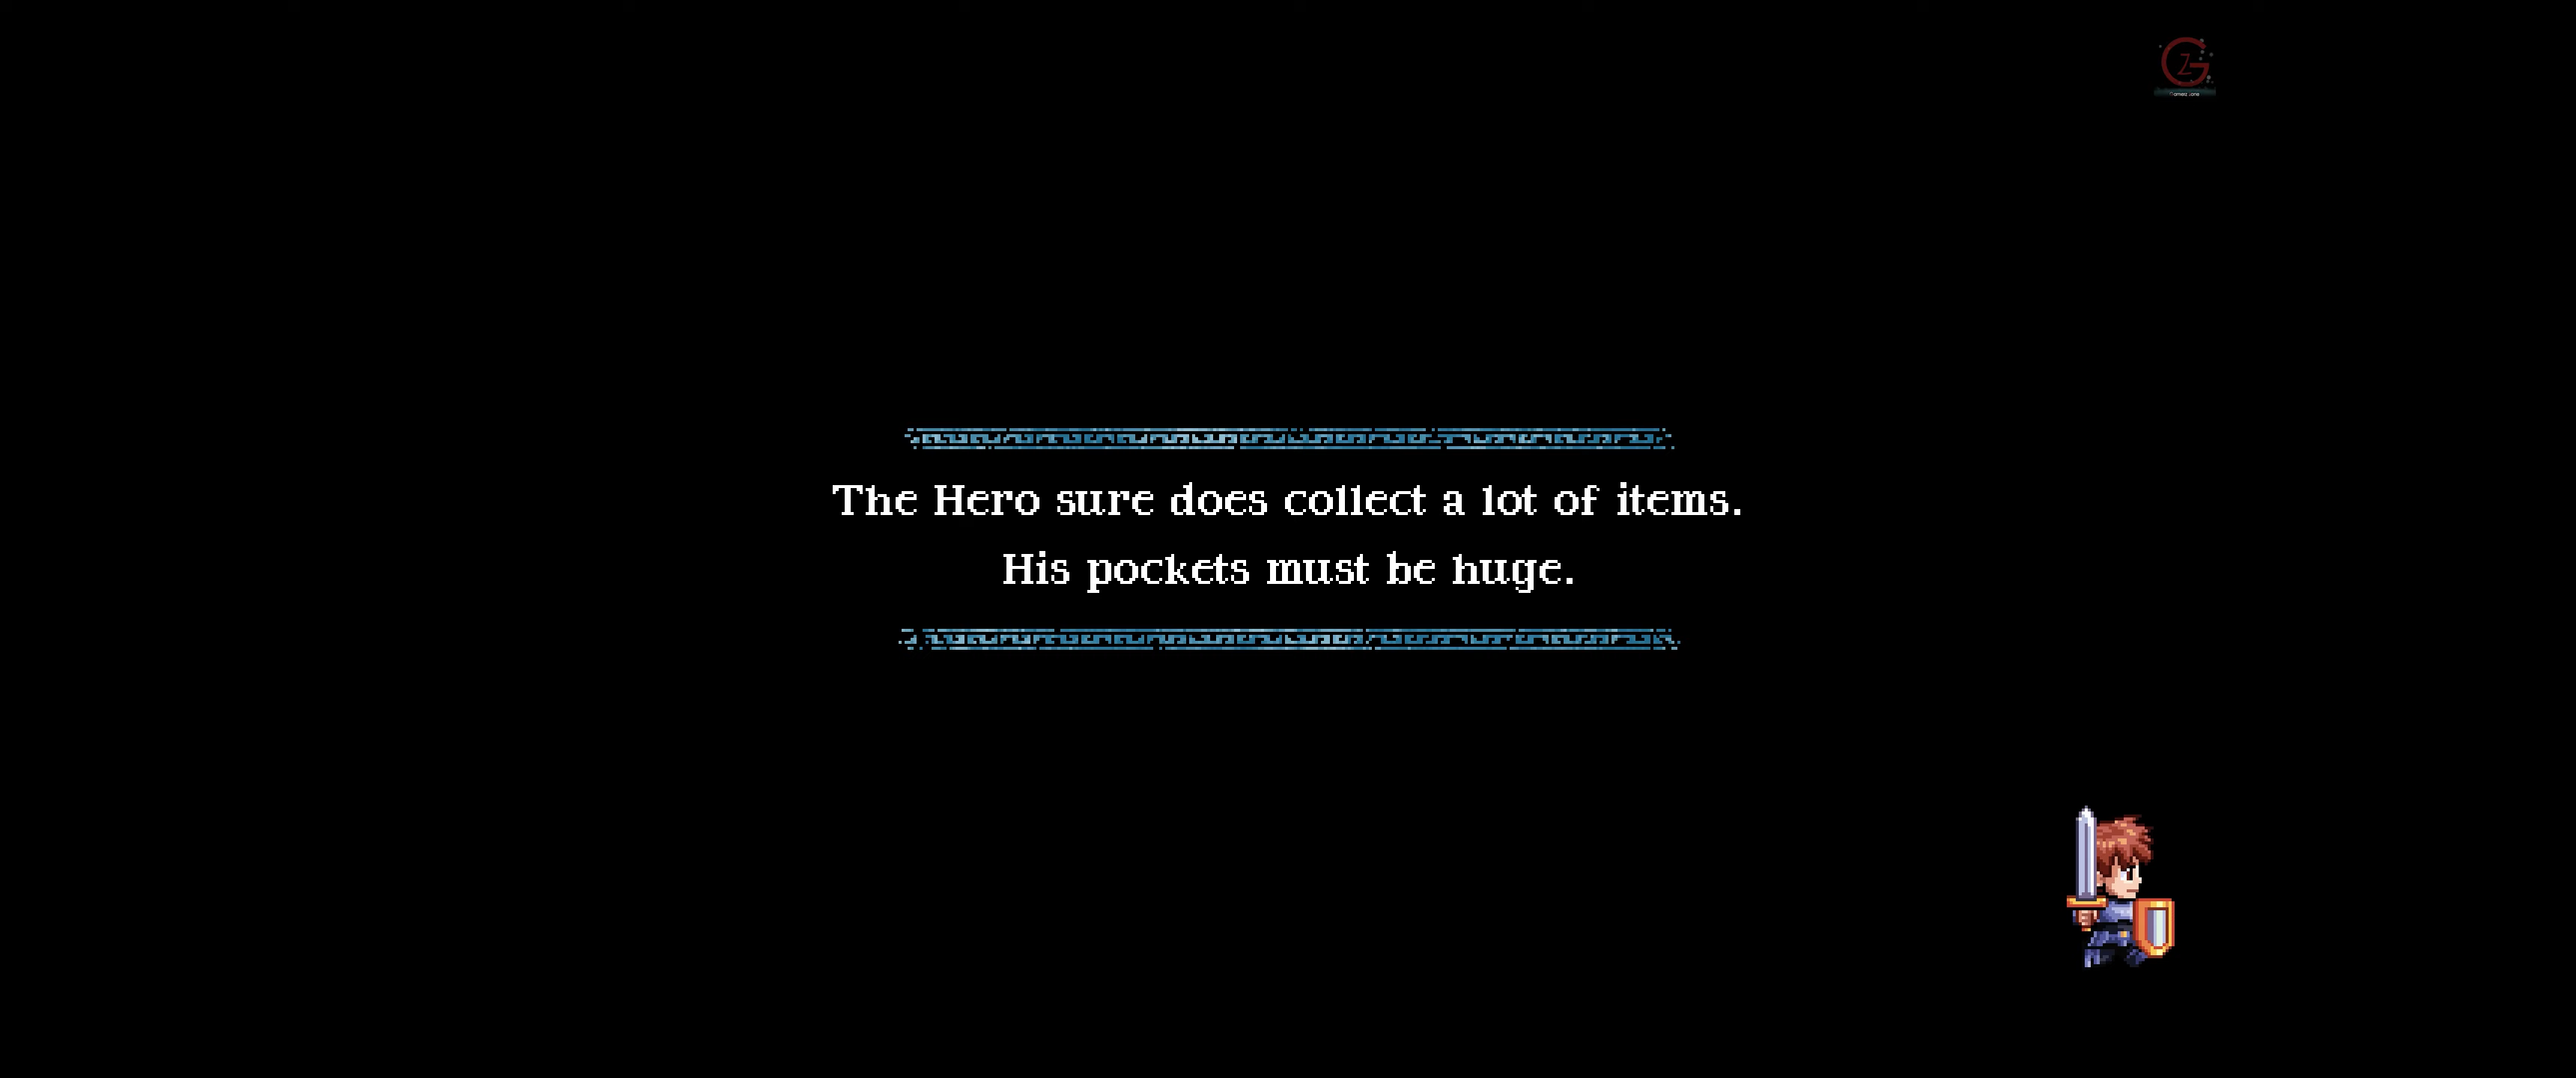 The Hero sure does collect a lot of items.
His pockets must be huge.